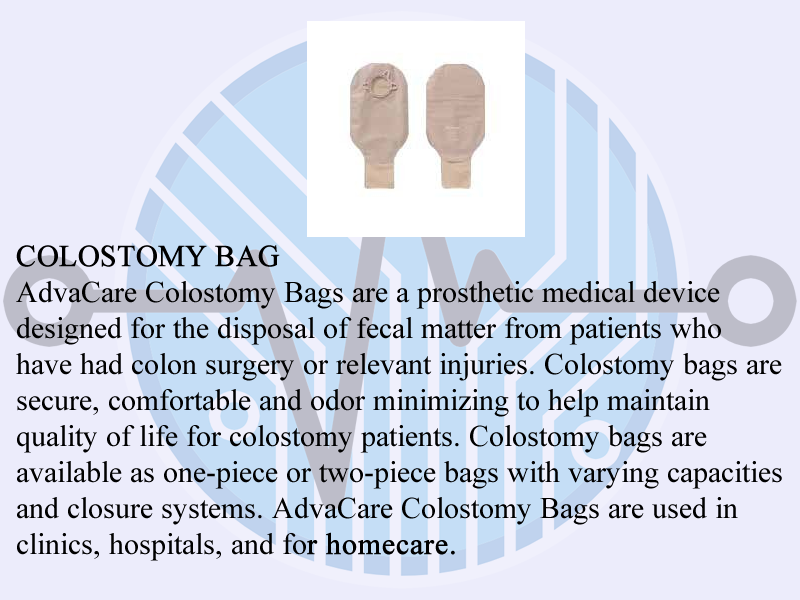 COLOSTOMY BAG
AdvaCare Colostomy Bags are a prosthetic medical device
designed for the disposal of fecal matter from patients who
have had colon surgery or relevant injuries. Colostomy bags are
secure, comfortable and odor minimizing to help maintain
quality of life for colostomy patients. Colostomy bags are
available as one-piece or two-piece bags with varying capacities
and closure systems. AdvaCare Colostomy Bags are used in
clinics, hospitals, and for homecare.